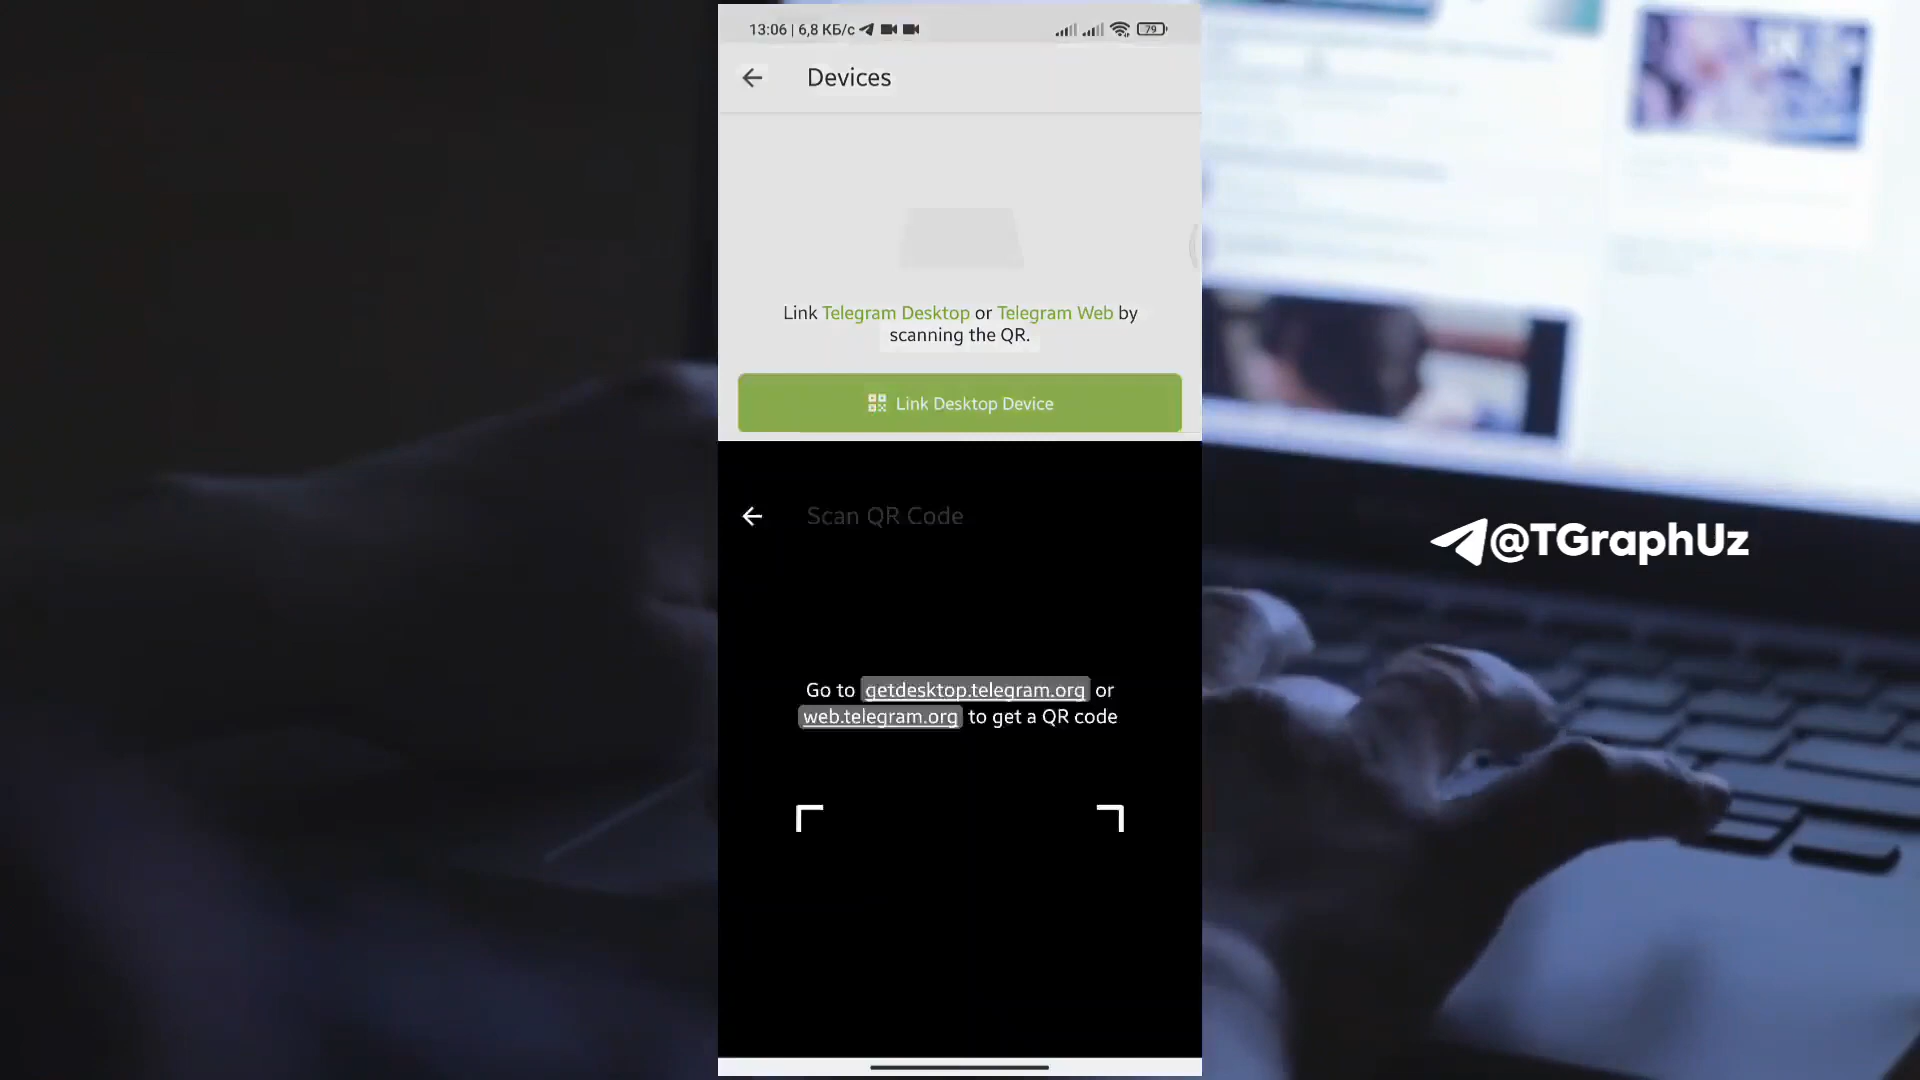 13:06 | 6,8 КБ/с
79
Devices
Link Telegram Desktop or Telegram Web by
scanning the QR.
Link Desktop Device
Scan QR Code
Go to getdesktop.telegram.org or
web.telegram.org to get a QR code
@TGraphUz